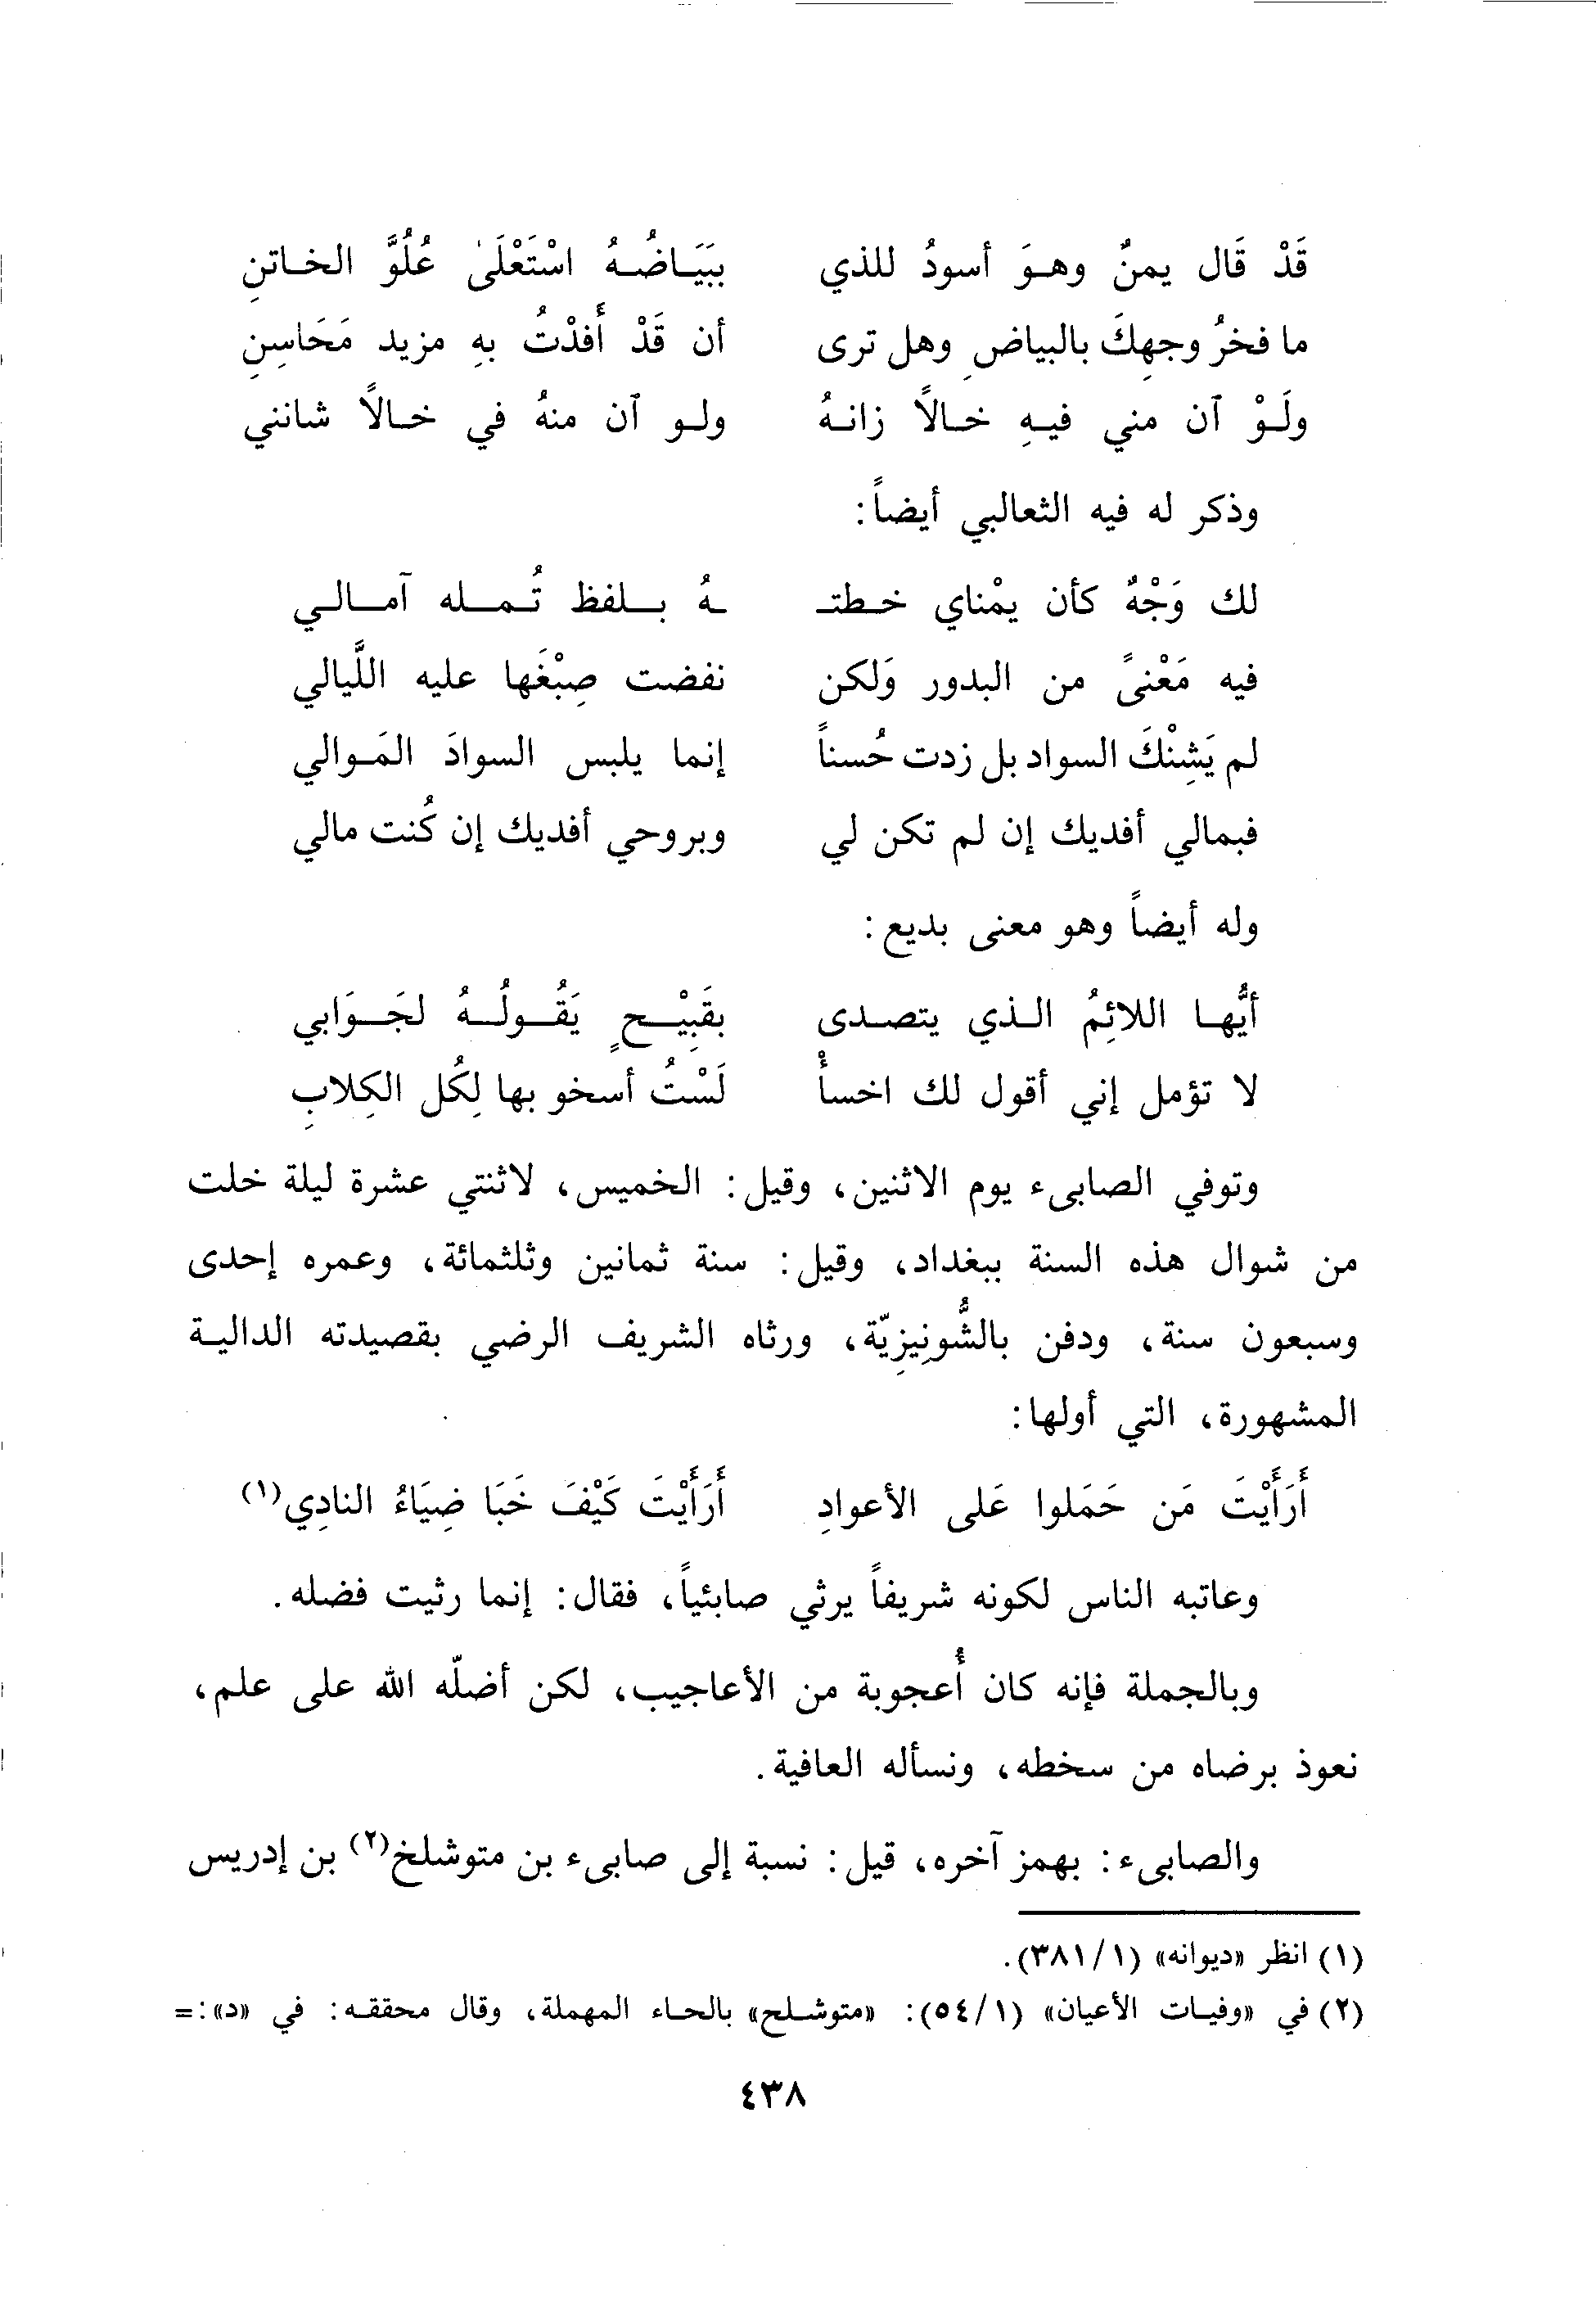 قَدْ قَال يمنٌ وهوَ أسودُ للذي ببَيَاضُهُ اسْتَعْلَىٰ عُلُوَّ الخاتنِ
ما فخرُ وجهِكَ بالبياضِ وهل ترى أن قَدْ أَفدْتُ بهِ مزيد مَحَاسِنِ
ولَوْ آن مني فيهِ خالاً زانهُ ولو آن منهُ في خالاً شانني
وذكر له فيه الثعالبي أيضاً:
لك وَجْهٌ كأن يمْناي خطتـ ـهُ بلفظ تُمله آمالي
فيه مَعْنىً من البدور وَلكن نفضت صِبْغَها عليه اللَّيالي
لم يَشِنْكَ السواد بل زدت حُسناً إنما يلبس السوادَ المَوالي
فبمالي أفديك إن لم تكن لي وبروحي أفديك إن كُنت مالي
وله أيضاً وهو معنى بديع:
أيُّها اللائِمُ الذي يتصدى بقَبِيْحٍ يَقُولُهُ لجَوَابي
لا تؤمل إني أقول لك اخسأْ لَسْتُ أسخو بها لِكُل الكِلابِ
وتوفي الصابىء يوم الاثنين، وقيل: الخميس، لاثنتي عشرة ليلة خلت
من شوال هذه السنة ببغداد، وقيل: سنة ثمانين وثلثمائة، وعمره إحدى
وسبعون سنة، ودفن بالشُّونِيزِيّة، ورثاه الشريف الرضي بقصيدته الدالية
المشهورة، التي أولها:
أَرَأَيْتَ مَن حَمَلوا عَلى الأعوادِ أَرَأَيْتَ كَيْفَ خَبَا ضِيَاءُ النادِي(١)
وعاتبه الناس لكونه شريفاً يرثي صابئياً، فقال: إنما رثيت فضله.
وبالجملة فإنه كان أُعجوبة من الأعاجيب، لكن أضلّه الله على علم،
نعوذ برضاه من سخطه، ونسأله العافية.
والصابىء: بهمز آخره، قيل: نسبة إلى صابىء بن متوشلخ(٢) بن إدريس
(١) انظر «ديوانه» (١/ ٣٨١).
(٢) في «وفيات الأعيان» (١/ ٥٤): «متوشلح» بالحاء المهملة، وقال محققه: في «د»: =
٤٣٨